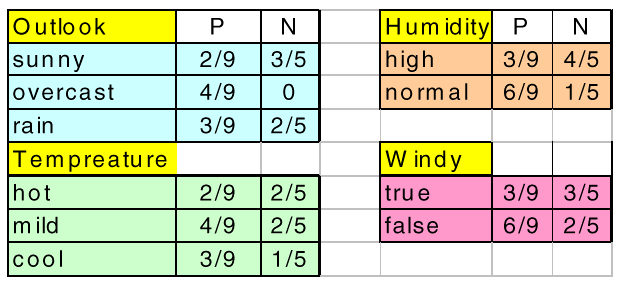 Outlook P N Humidity P N
sunny 2/9 3/5 high 3/9 4/5
overcast 4/9 0 normal 6/9 1/5
rain 3/9 2/5
Tempreature Windy
hot 2/9 2/5 true 3/9 3/5
mild 4/9 2/5 false 6/9 2/5
cool 3/9 1/5